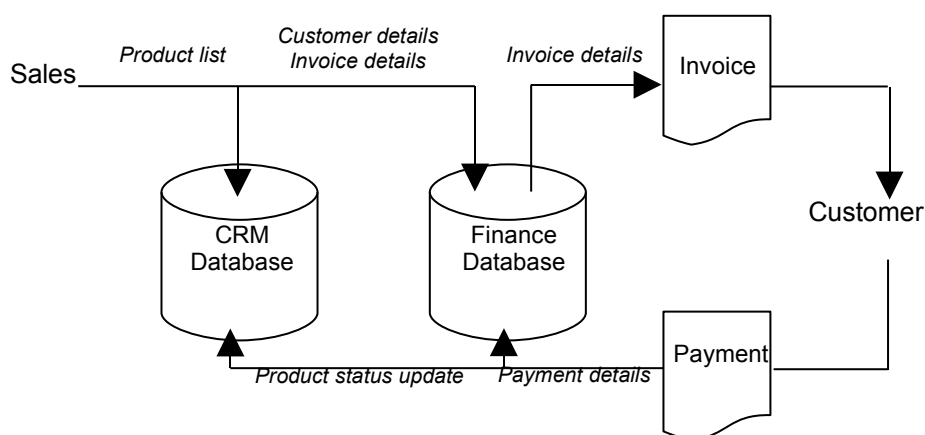 Product list
Customer details
Invoice details
Invoice details
Sales
Invoice
CRM
Database
Finance
Database
Customer
Payment
Product status update
Payment details